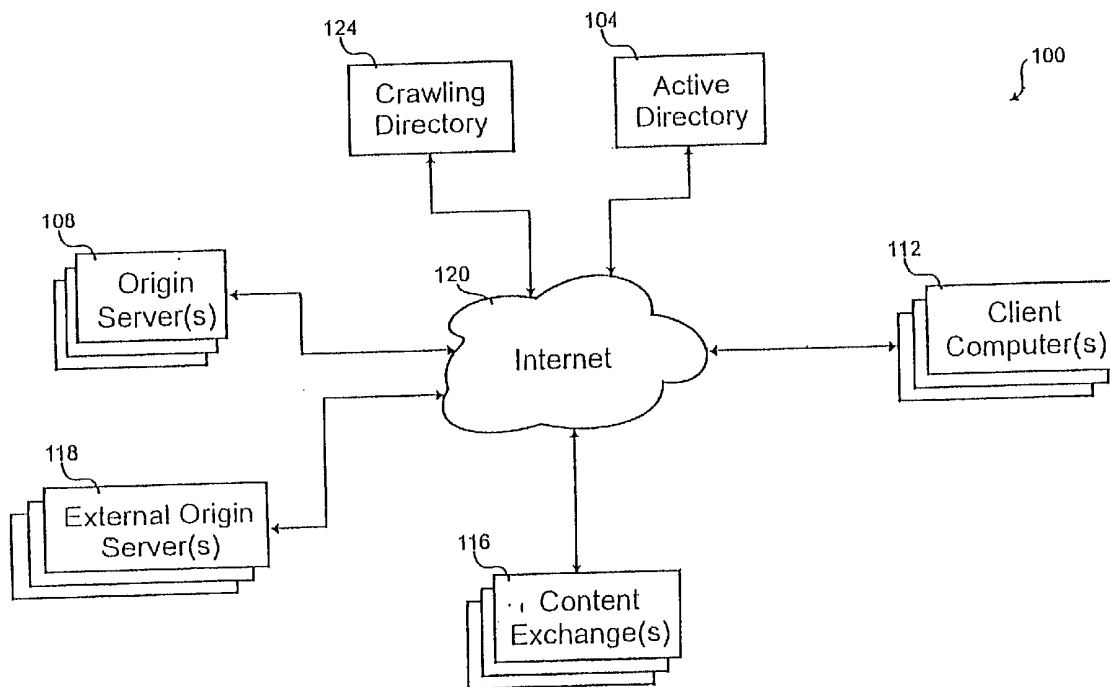 124
104
100
Crawling
Directory
Active
Directory
108
Origin
Server(s)
120
Internet
112
Client
Computer(s)
118
External Origin
Server(s)
116
Content
Exchange(s)